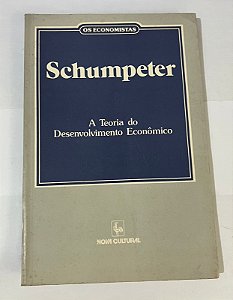 OS ECONOMISTAS
Schumpeter
A Teoria do
Desenvolvimento Econômico
NOVA CULTURAL